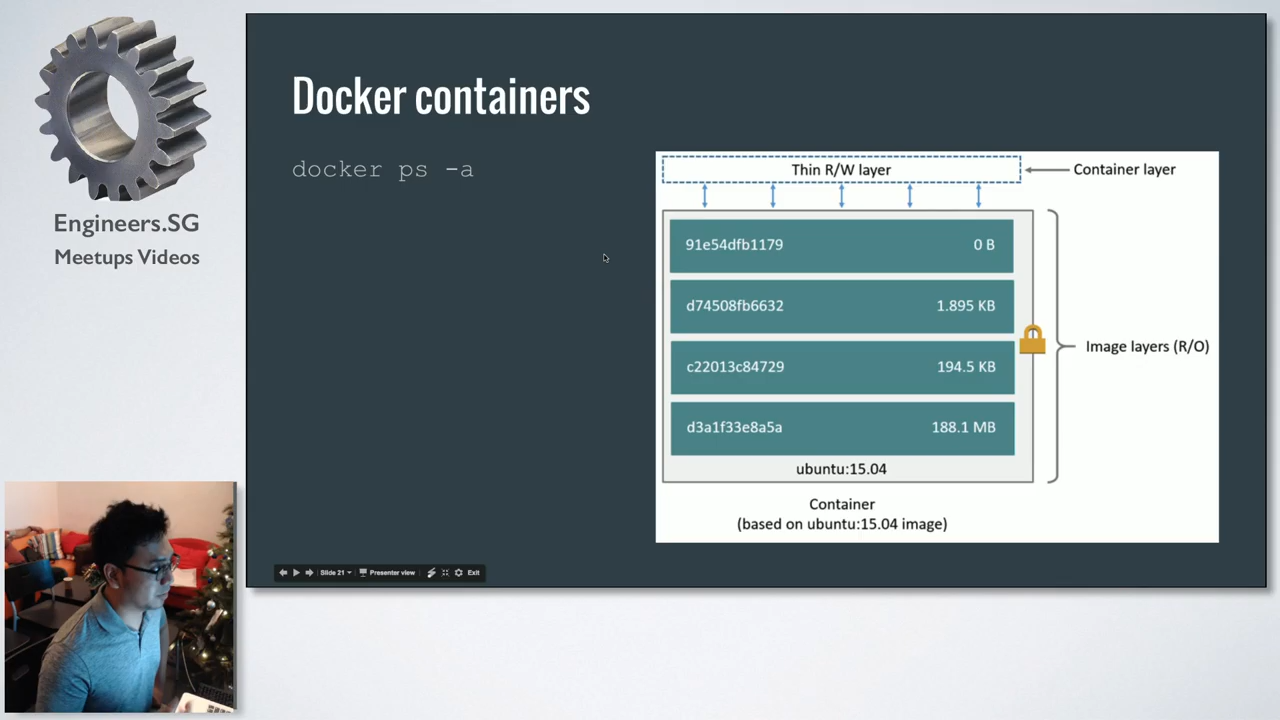 Engineers.SG
Meetups Videos
Docker containers
docker ps -a
Thin R/W layer
Container layer
91e54dfb1179 0 B
d74508fb6632 1.895 KB
c22013c84729 194.5 KB
d3a1f33e8a5a 188.1 MB
Image layers (R/O)
ubuntu:15.04
Container
(based on ubuntu:15.04 image)
Slide 21 Presenter view Exit